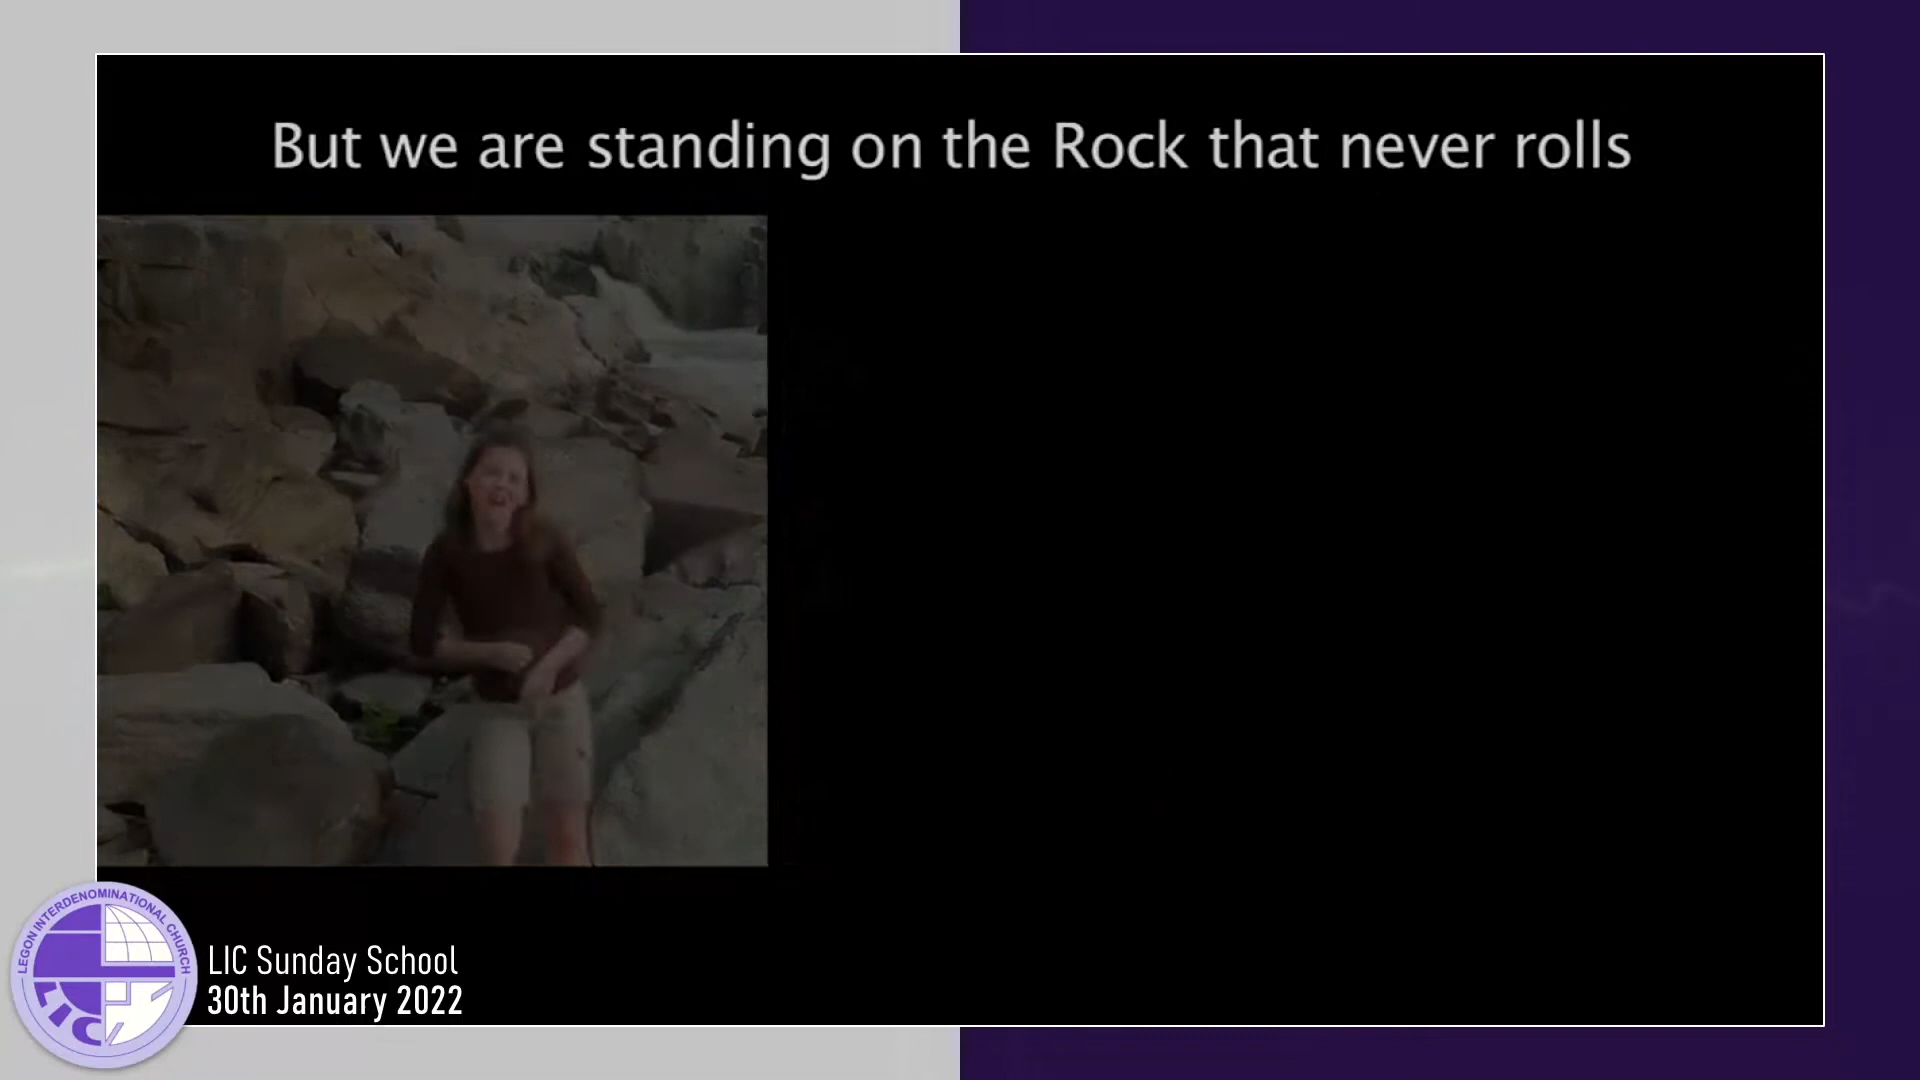 But we are standing on the Rock that never rolls
LEGON INTERDENOMINATIONAL CHURCH
LIC
LIC Sunday School
30th January 2022